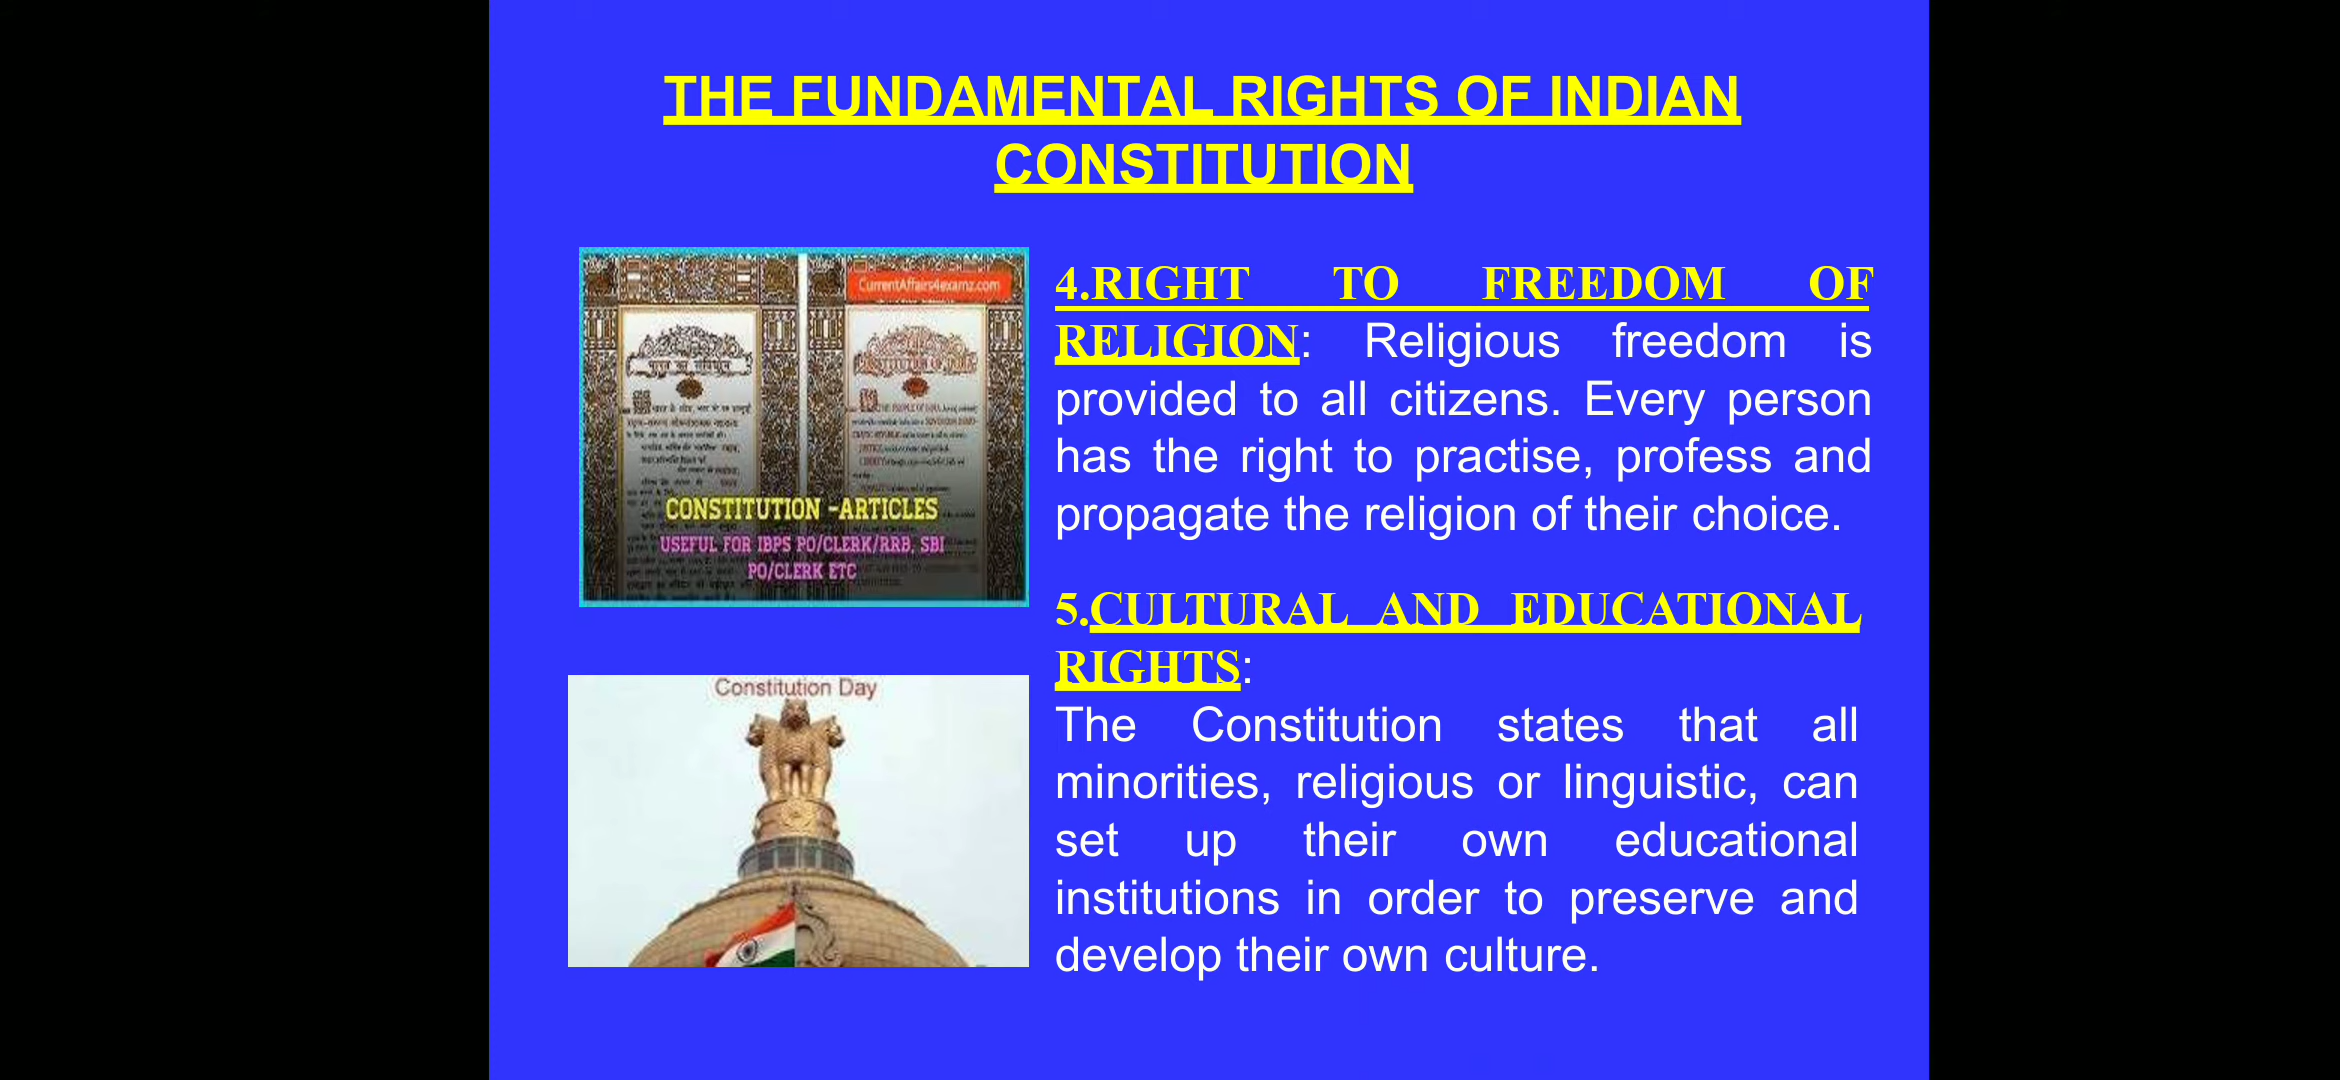 THE FUNDAMENTAL RIGHTS OF INDIAN
CONSTITUTION
CurrentAffairs4examz.com
भारत का संविधान
CONSTITUTION OF INDIA
CONSTITUTION -ARTICLES
USEFUL FOR IBPS PO/CLERK/RRB, SBI
PO/CLERK ETC
Constitution Day
4.RIGHT TO FREEDOM OF
RELIGION: Religious freedom is
provided to all citizens. Every person
has the right to practise, profess and
propagate the religion of their choice.
5.CULTURAL AND EDUCATIONAL
RIGHTS:
The Constitution states that all
minorities, religious or linguistic, can
set up their own educational
institutions in order to preserve and
develop their own culture.